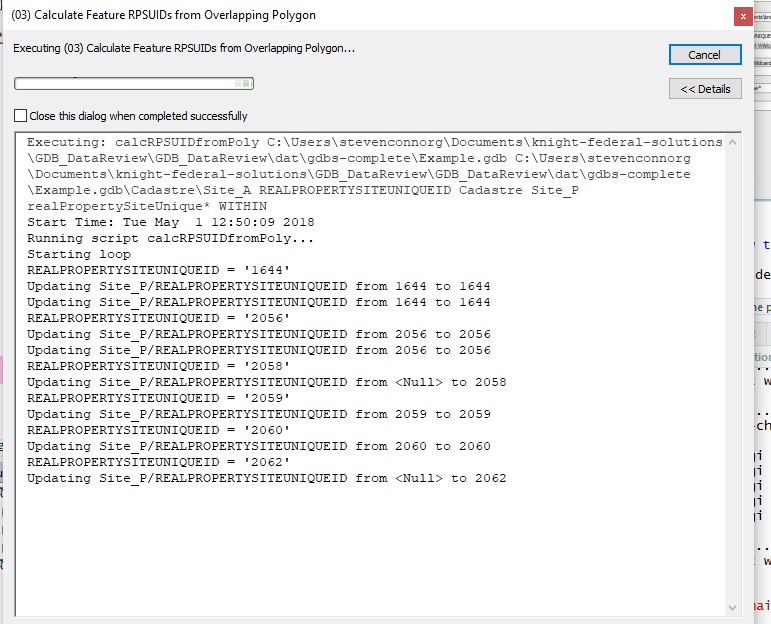 (03) Calculate Feature RPSUIDs from Overlapping Polygon
Executing (03) Calculate Feature RPSUIDs from Overlapping Polygon...
Cancel
<< Details
Close this dialog when completed successfully
Executing: calcRPSUIDfromPoly C:\Users\stevenconnorg\Documents\knight-federal-solutions
\GDB_DataReview\GDB_DataReview\dat\gdbs-complete\Example.gdb C:\Users\stevenconnorg
\Documents\knight-federal-solutions\GDB_DataReview\GDB_DataReview\dat\gdbs-complete
\Example.gdb\Cadastre\Site_A REALPROPERTYSITEUNIQUEID Cadastre Site_P
realPropertySiteUnique* WITHIN
Start Time: Tue May  1 12:50:09 2018
Running script calcRPSUIDfromPoly...
Starting loop
REALPROPERTYSITEUNIQUEID = '1644'
Updating Site_P/REALPROPERTYSITEUNIQUEID from 1644 to 1644
Updating Site_P/REALPROPERTYSITEUNIQUEID from 1644 to 1644
REALPROPERTYSITEUNIQUEID = '2056'
Updating Site_P/REALPROPERTYSITEUNIQUEID from 2056 to 2056
Updating Site_P/REALPROPERTYSITEUNIQUEID from 2056 to 2056
REALPROPERTYSITEUNIQUEID = '2058'
Updating Site_P/REALPROPERTYSITEUNIQUEID from <Null> to 2058
REALPROPERTYSITEUNIQUEID = '2059'
Updating Site_P/REALPROPERTYSITEUNIQUEID from 2059 to 2059
REALPROPERTYSITEUNIQUEID = '2060'
Updating Site_P/REALPROPERTYSITEUNIQUEID from 2060 to 2060
REALPROPERTYSITEUNIQUEID = '2062'
Updating Site_P/REALPROPERTYSITEUNIQUEID from <Null> to 2062